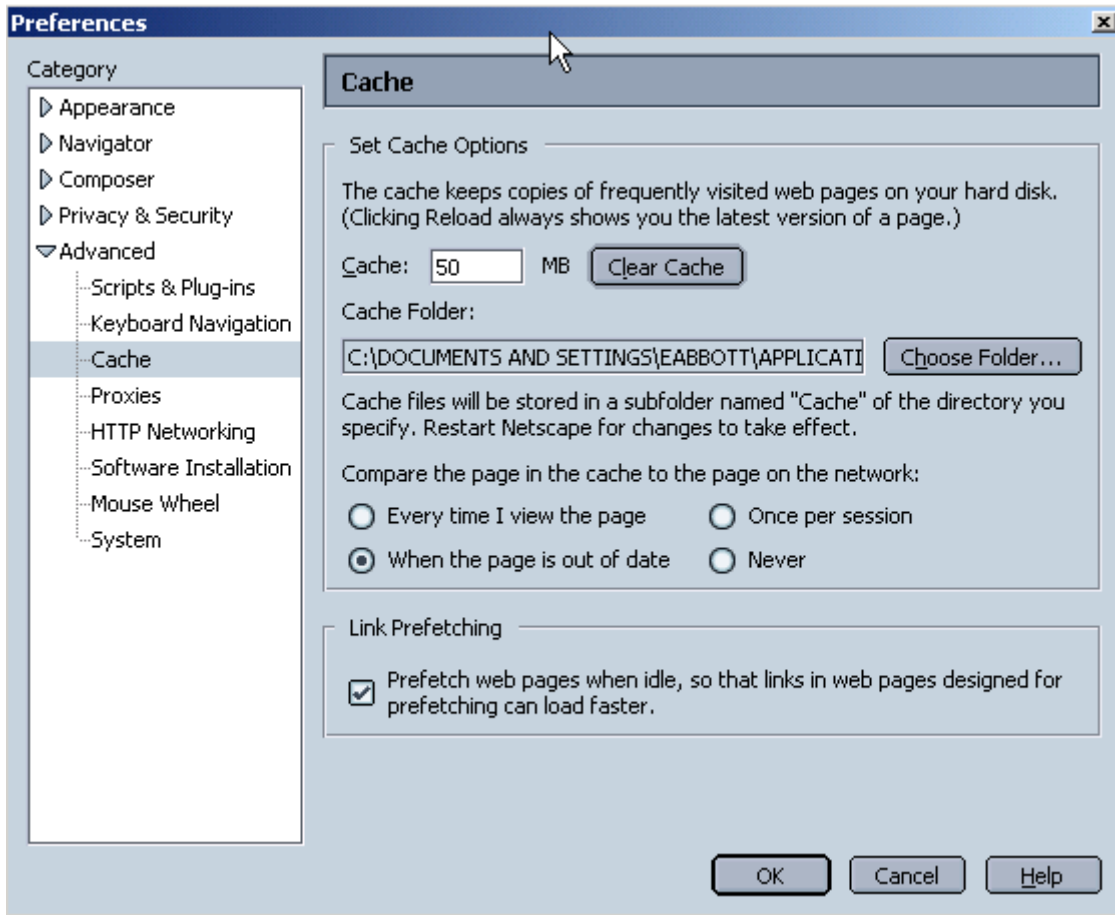 Preferences
Category
Appearance
Navigator
Composer
Privacy & Security
Advanced
Scripts & Plug-ins
Keyboard Navigation
Cache
Proxies
HTTP Networking
Software Installation
Mouse Wheel
System
Cache
Set Cache Options
The cache keeps copies of frequently visited web pages on your hard disk.
(Clicking Reload always shows you the latest version of a page.)
Cache: 50 MB Clear Cache
Cache Folder:
C:\DOCUMENTS AND SETTINGS\EABBOTT\APPLICATI Choose Folder...
Cache files will be stored in a subfolder named "Cache" of the directory you
specify. Restart Netscape for changes to take effect.
Compare the page in the cache to the page on the network:
Every time I view the page Once per session
When the page is out of date Never
Link Prefetching
Prefetch web pages when idle, so that links in web pages designed for
prefetching can load faster.
OK Cancel Help